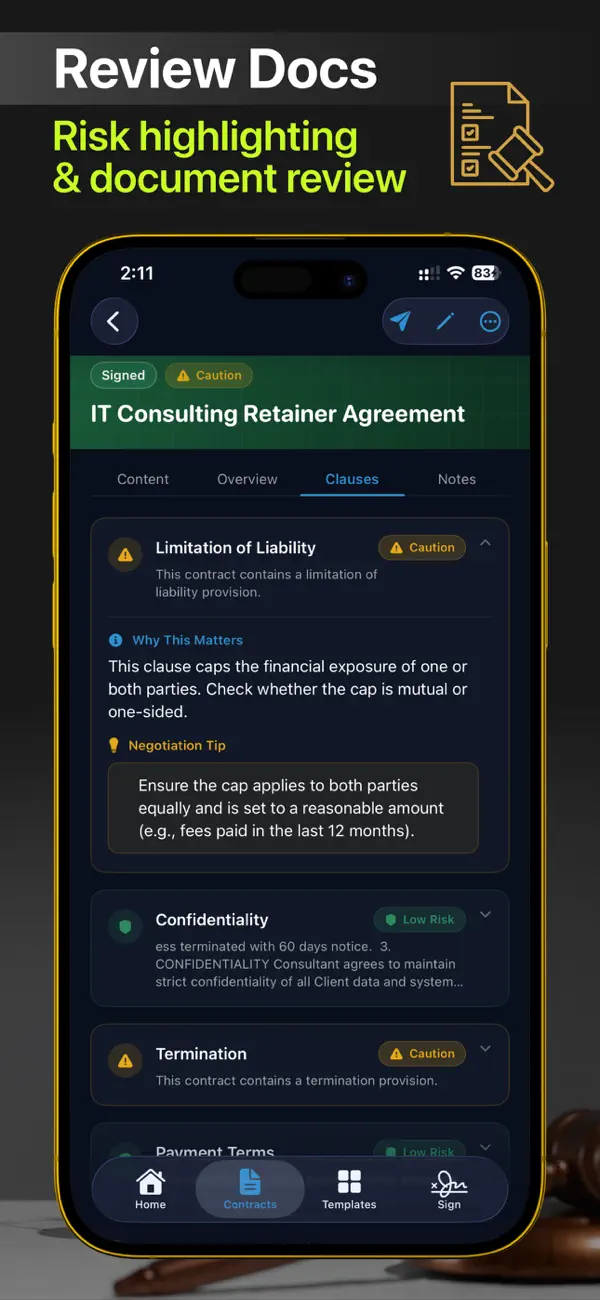 Review Docs
Risk highlighting
& document review
2:11
83
Signed
Caution
IT Consulting Retainer Agreement
Content
Overview
Clauses
Notes
Limitation of Liability
Caution
This contract contains a limitation of
liability provision.
Why This Matters
This clause caps the financial exposure of one or
both parties. Check whether the cap is mutual or
one-sided.
Negotiation Tip
Ensure the cap applies to both parties
equally and is set to a reasonable amount
(e.g., fees paid in the last 12 months).
Confidentiality
Low Risk
ess terminated with 60 days notice.  3.
CONFIDENTIALITY Consultant agrees to maintain
strict confidentiality of all Client data and system...
Termination
Caution
This contract contains a termination provision.
Payment Terms
Low Risk
Home
Contracts
Templates
Sign